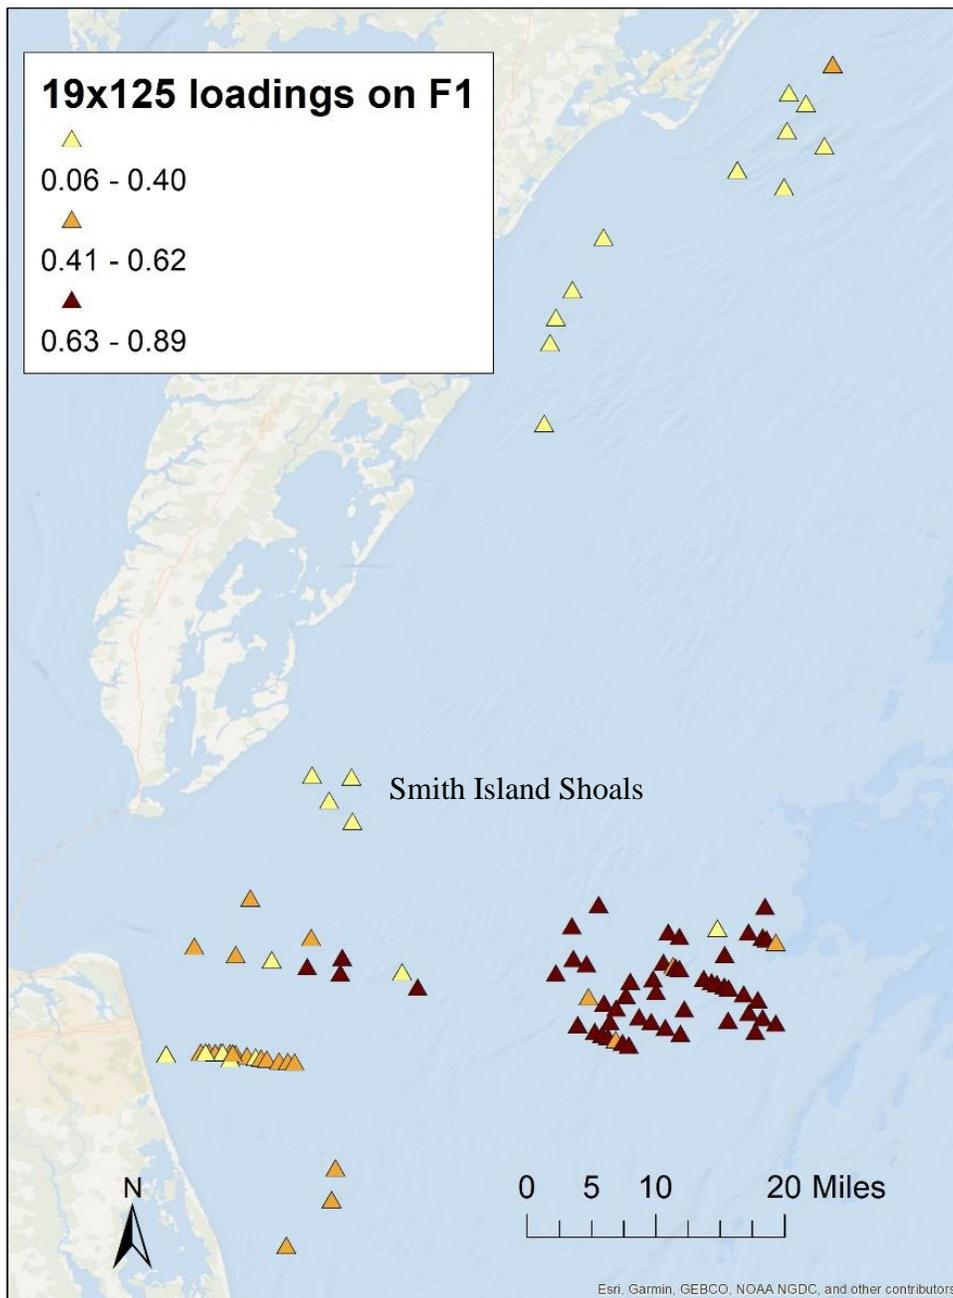 19x125 loadings on F1
0.06 - 0.40
0.41 - 0.62
0.63 - 0.89
Smith Island Shoals
N
0 5 10 20 Miles
Esri, Garmin, GEBCO, NOAA NGDC, and other contributors